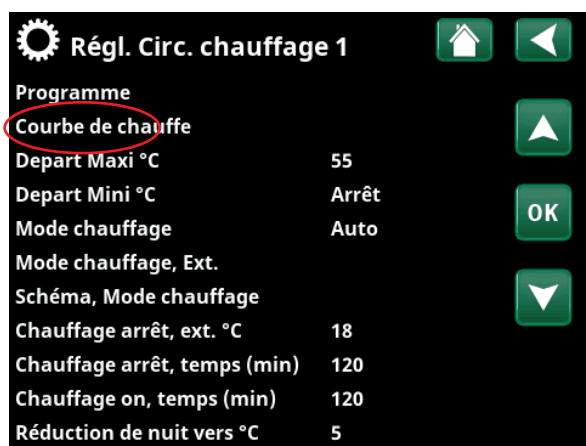 Régl. Circ. chauffage 1
Programme
Courbe de chauffe
Depart Maxi °C 55
Depart Mini °C Arrêt
Mode chauffage Auto
OK
Mode chauffage, Ext.
Schéma, Mode chauffage
Chauffage arrêt, ext. °C 18
Chauffage arrêt, temps (min) 120
Chauffage on, temps (min) 120
Réduction de nuit vers °C 5